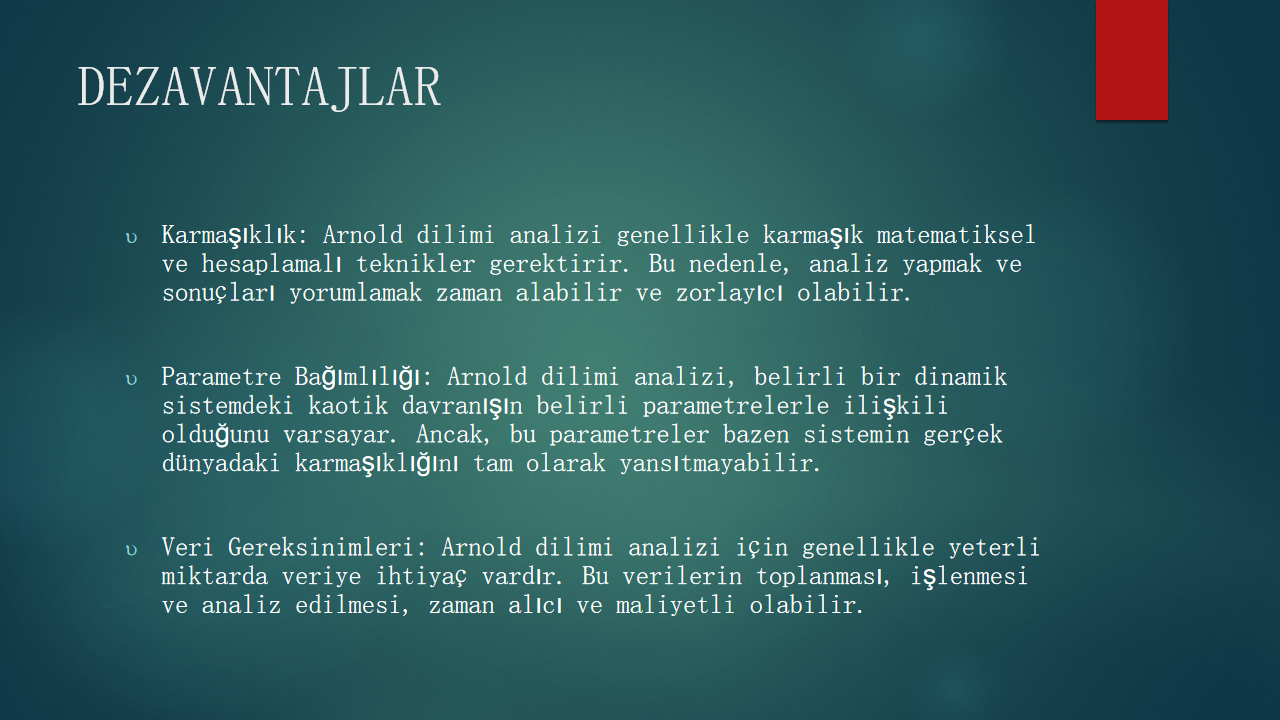 DEZAVANTAJLAR
υ Karmaşıklık: Arnold dilimi analizi genellikle karmaşık matematiksel
ve hesaplamalı teknikler gerektirir. Bu nedenle, analiz yapmak ve
sonuçları yorumlamak zaman alabilir ve zorlayıcı olabilir.
υ Parametre Bağımlılığı: Arnold dilimi analizi, belirli bir dinamik
sistemdeki kaotik davranışın belirli parametrelerle ilişkili
olduğunu varsayar. Ancak, bu parametreler bazen sistemin gerçek
dünyadaki karmaşıklığını tam olarak yansıtmayabilir.
υ Veri Gereksinimleri: Arnold dilimi analizi için genellikle yeterli
miktarda veriye ihtiyaç vardır. Bu verilerin toplanması, işlenmesi
ve analiz edilmesi, zaman alıcı ve maliyetli olabilir.